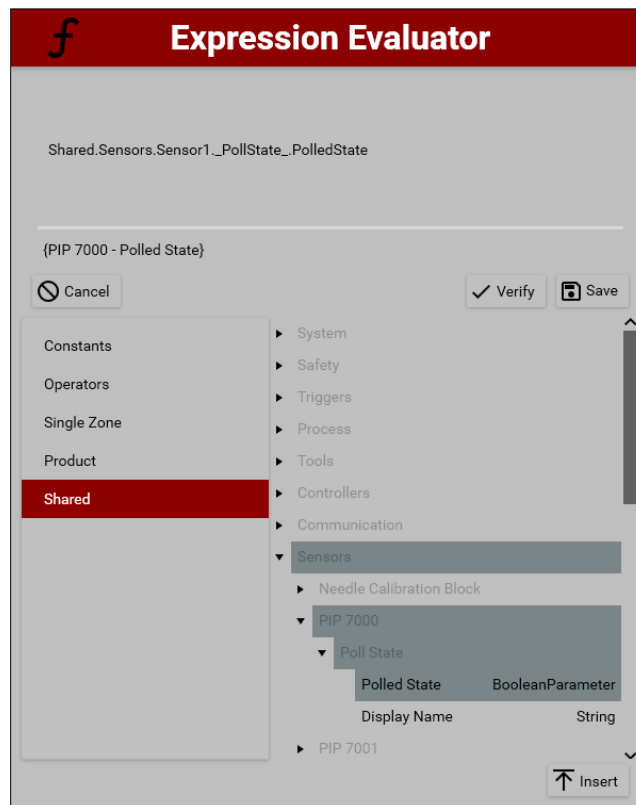 f Expression Evaluator
Shared.Sensors.Sensor1._PollState_.PolledState
{PIP 7000 - Polled State}
Cancel
Verify
Save
Constants
Operators
Single Zone
Product
Shared
System
Safety
Triggers
Process
Tools
Controllers
Communication
Sensors
Needle Calibration Block
PIP 7000
Poll State
Polled State BooleanParameter
Display Name String
PIP 7001
Insert